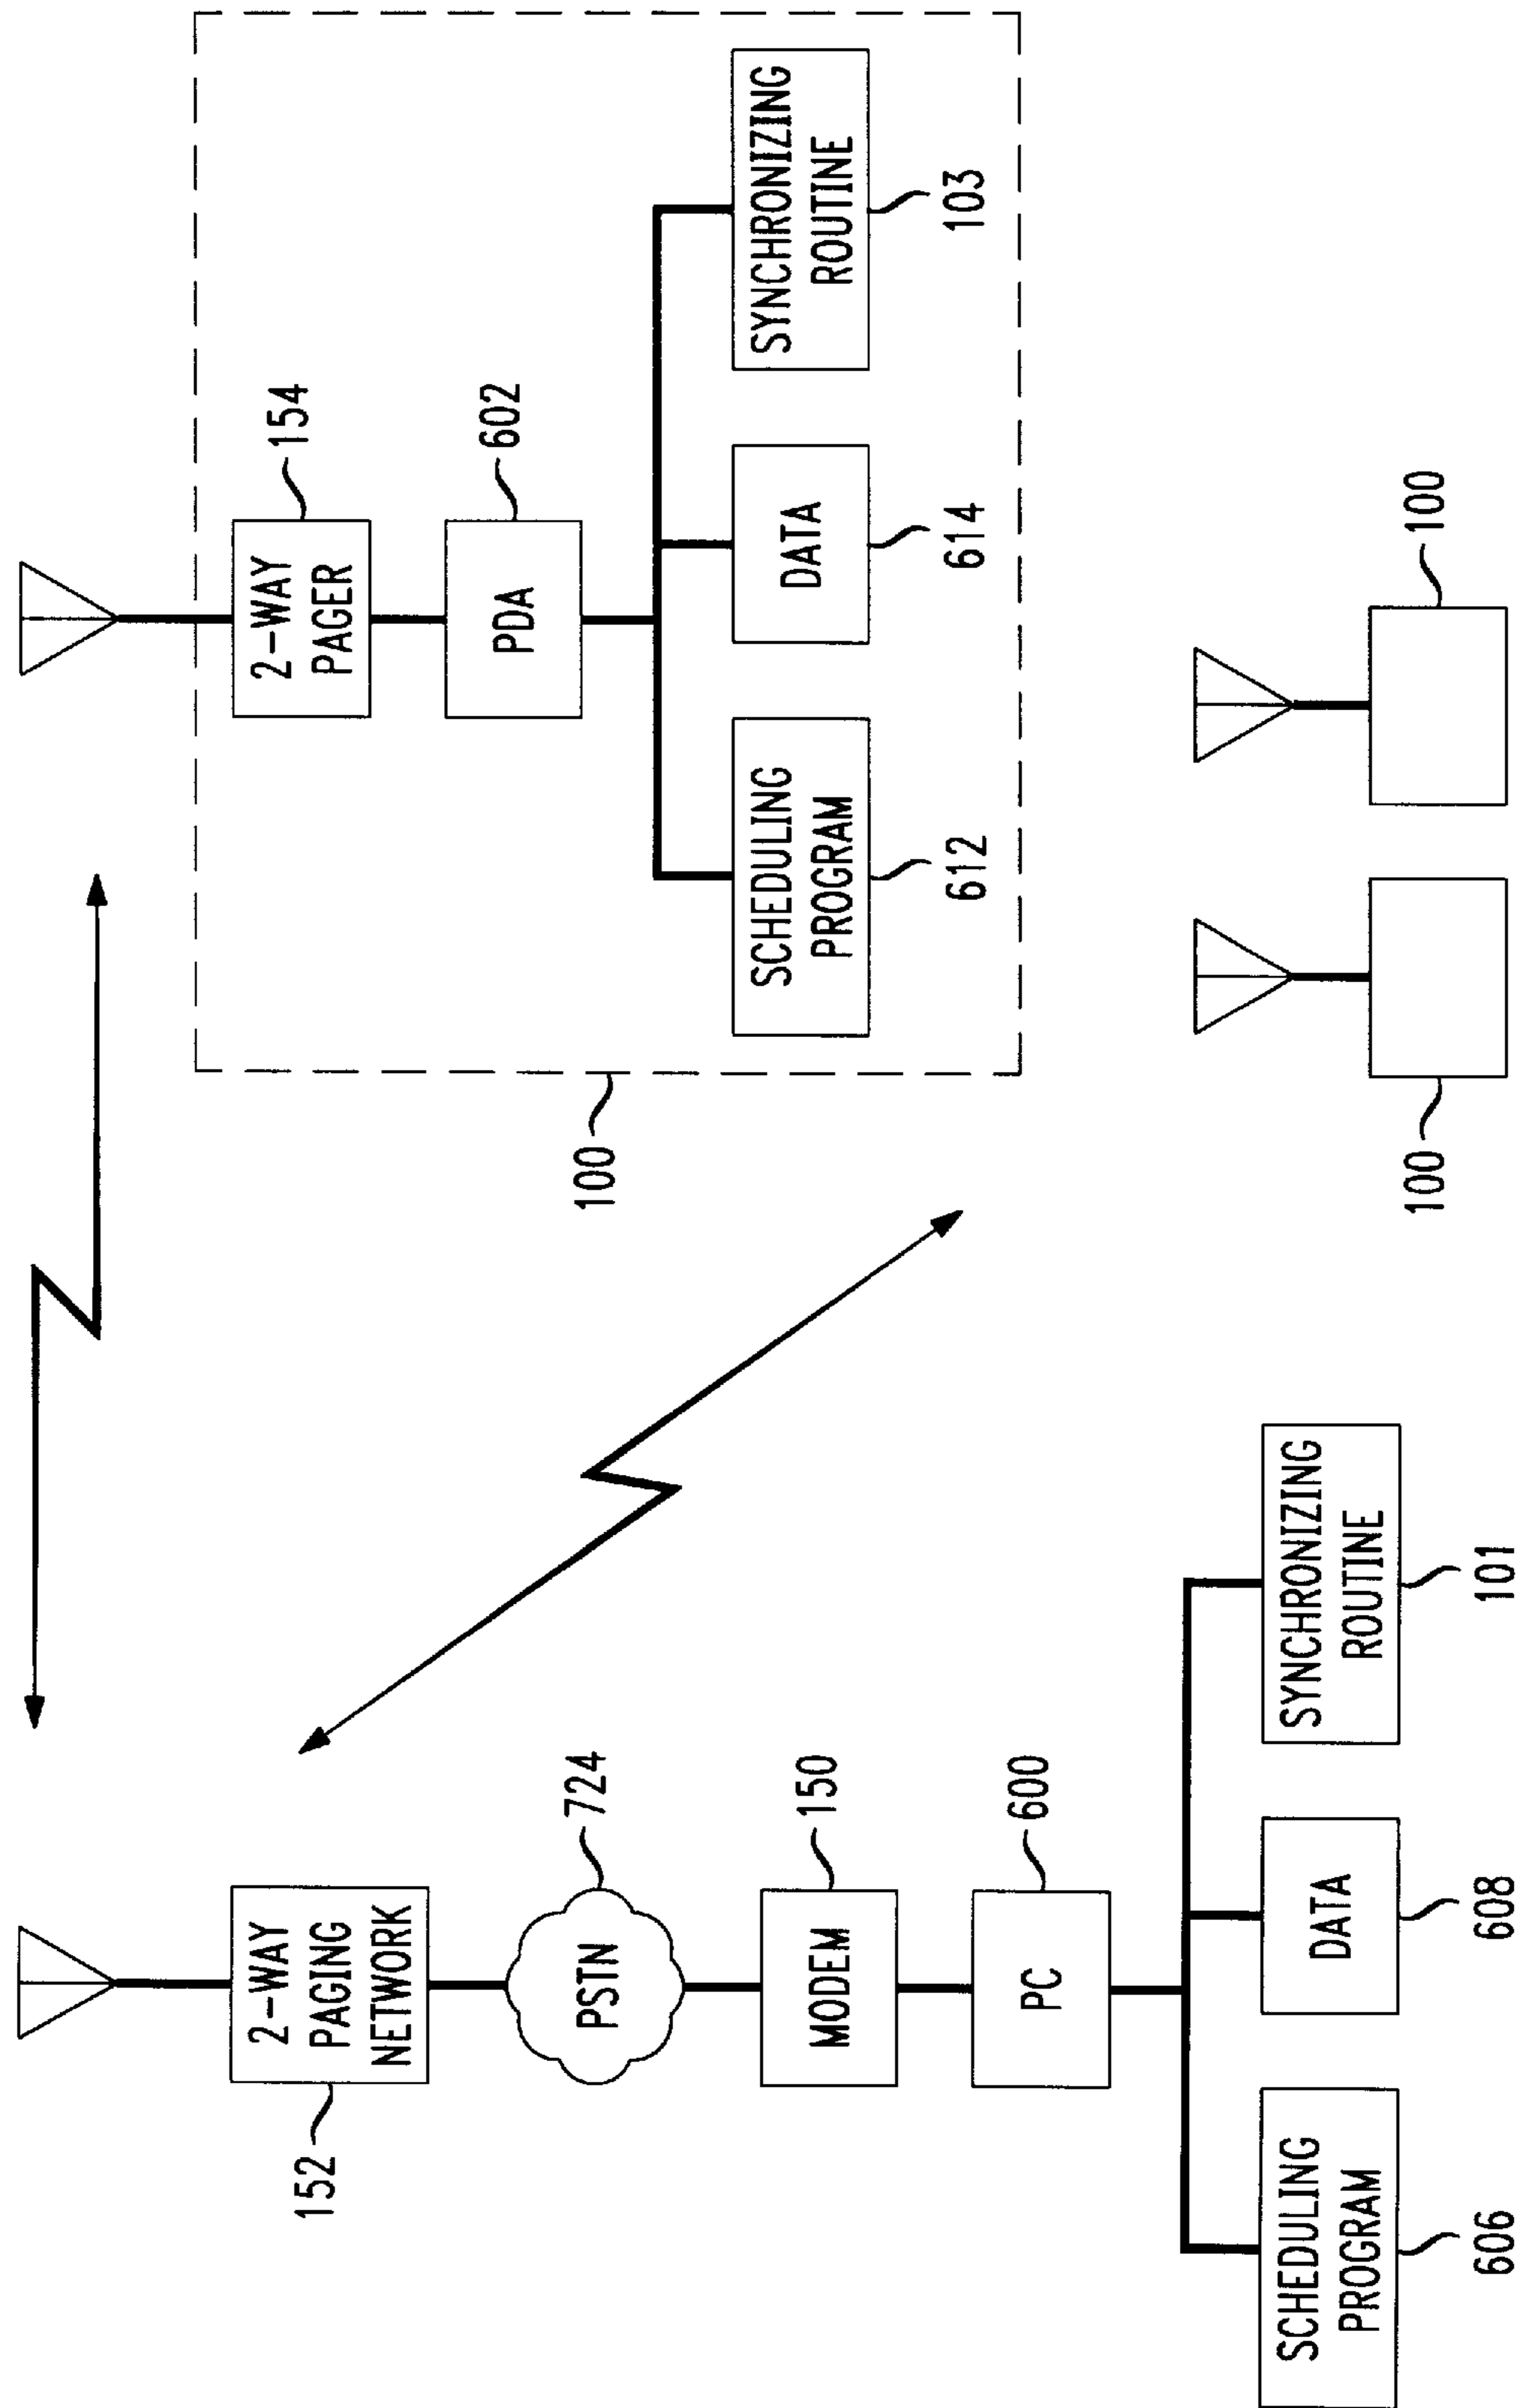 2-WAY
PAGING
NETWORK
152
PSTN
724
MODEM
150
PC
600
SCHEDULING
PROGRAM
606
DATA
608
SYNCHRONIZING
ROUTINE
101
2-WAY
PAGER
154
PDA
602
SCHEDULING
PROGRAM
612
DATA
614
SYNCHRONIZING
ROUTINE
103
100
100
100